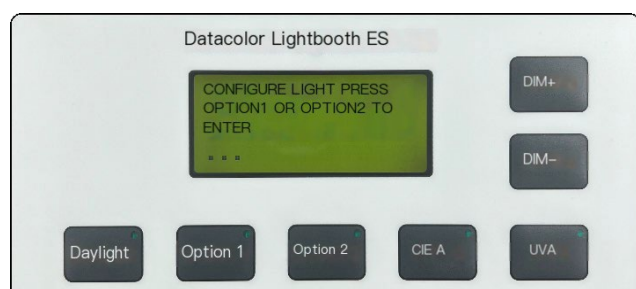 Datacolor Lightbooth ES
CONFIGURE LIGHT PRESS
OPTION1 OR OPTION2 TO
ENTER
...
DIM+
DIM-
Daylight
Option 1
Option 2
CIE A
UVA